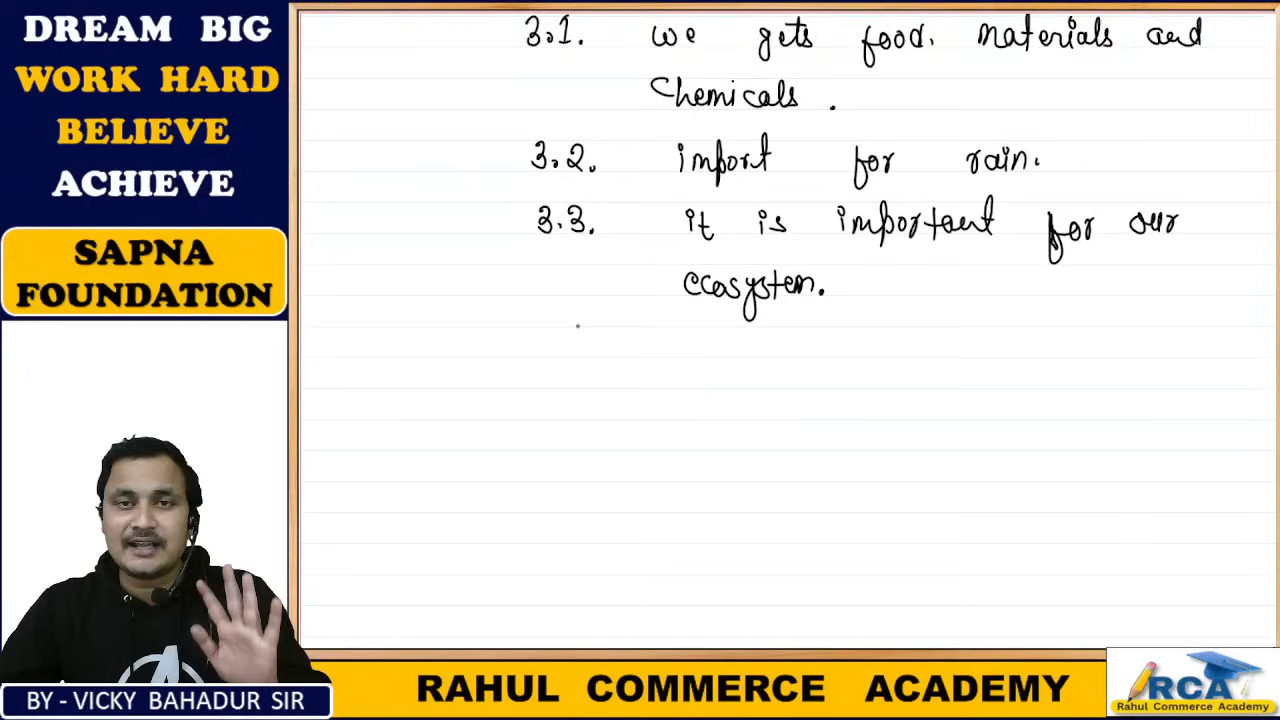 DREAM BIG
WORK HARD
BELIEVE
ACHIEVE
SAPNA
FOUNDATION
3.1. we gets food, materials and
Chemicals.
3.2. import for rain.
3.3. it is important for our
ecosystem.
BY - VICKY BAHADUR SIR
RAHUL COMMERCE ACADEMY
RCA
Rahul Commerce Academy